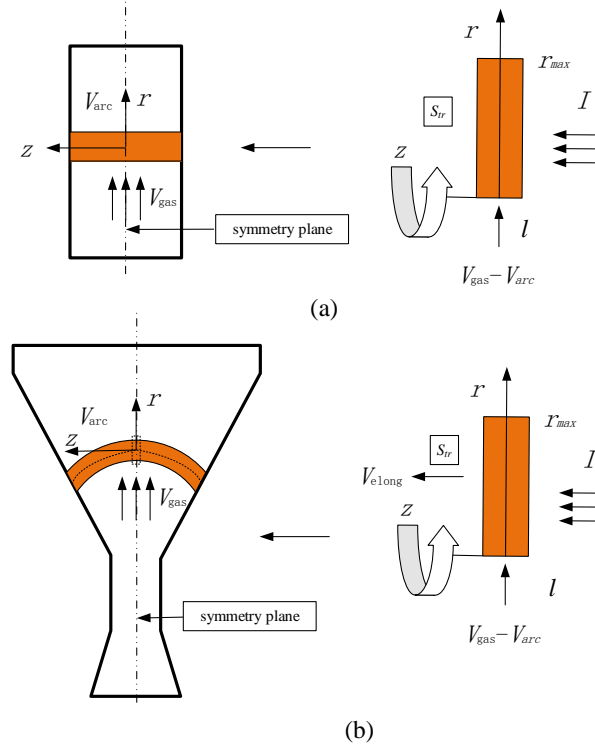 r
V_arc r
z
V_gas
symmetry plane
r
r_max
S_tr
I
z
l
V_gas − V_arc
(a)
r
V_arc
z
V_gas
symmetry plane
r
r_max
S_tr
V_elong
I
z
l
V_gas − V_arc
(b)